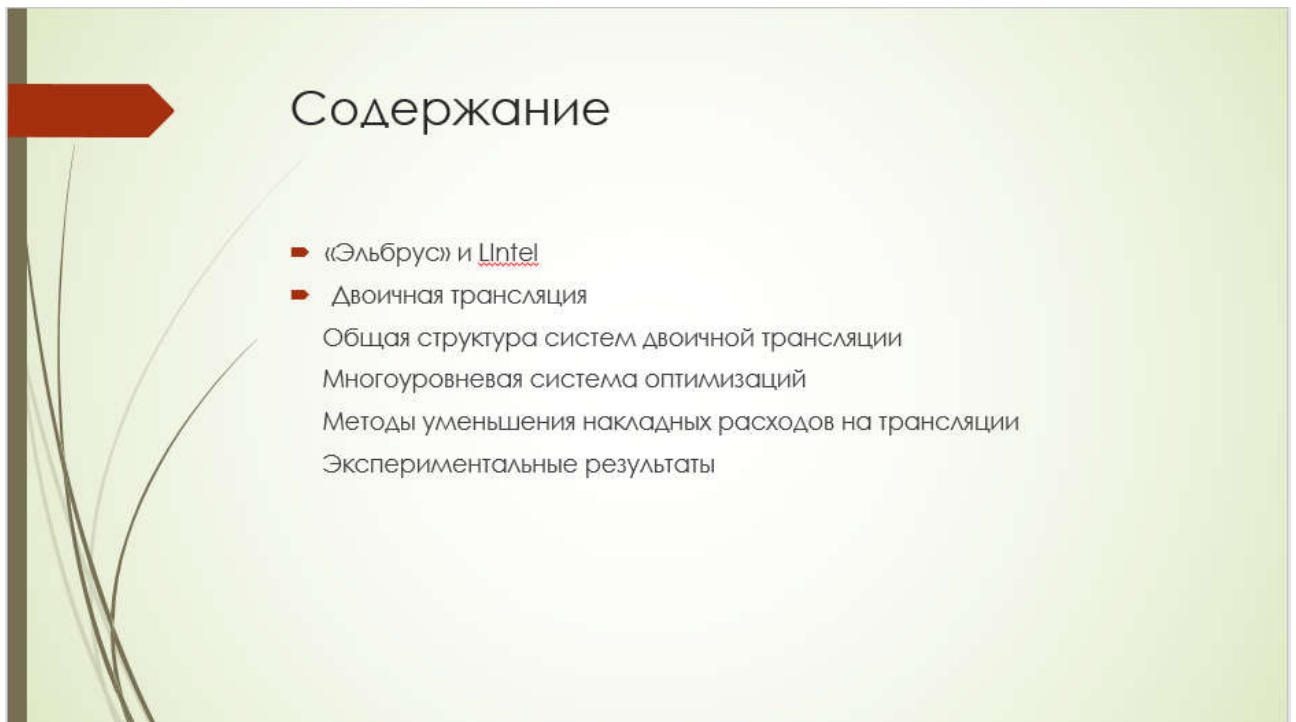 Содержание
«Эльбрус» и LIntel
Двоичная трансляция
Общая структура систем двоичной трансляции
Многоуровневая система оптимизаций
Методы уменьшения накладных расходов на трансляции
Экспериментальные результаты